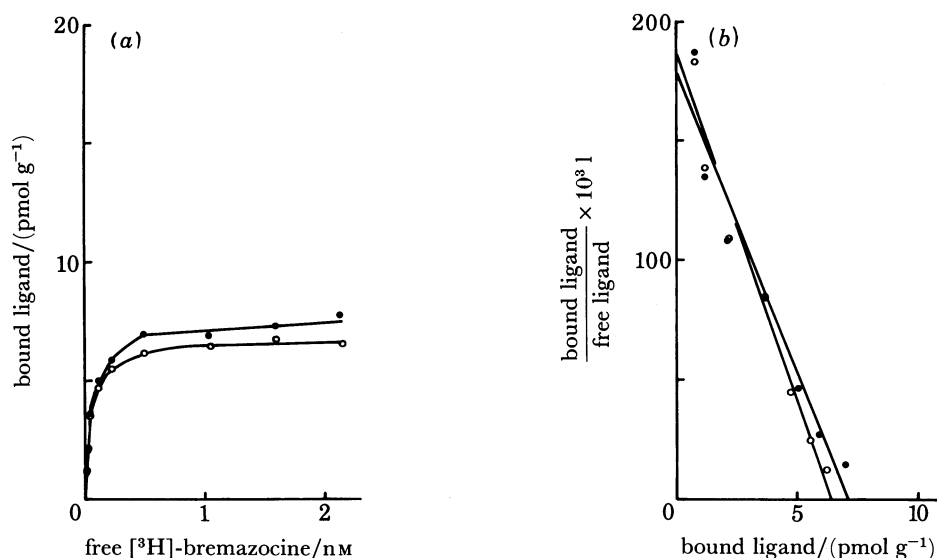 (a)
20
10
0
1
2
bound ligand/(pmol g⁻¹)
free [³H]-bremazocine/nM
(b)
200
100
0
5
10
bound ligand
free ligand
× 10³ l
bound ligand/(pmol g⁻¹)